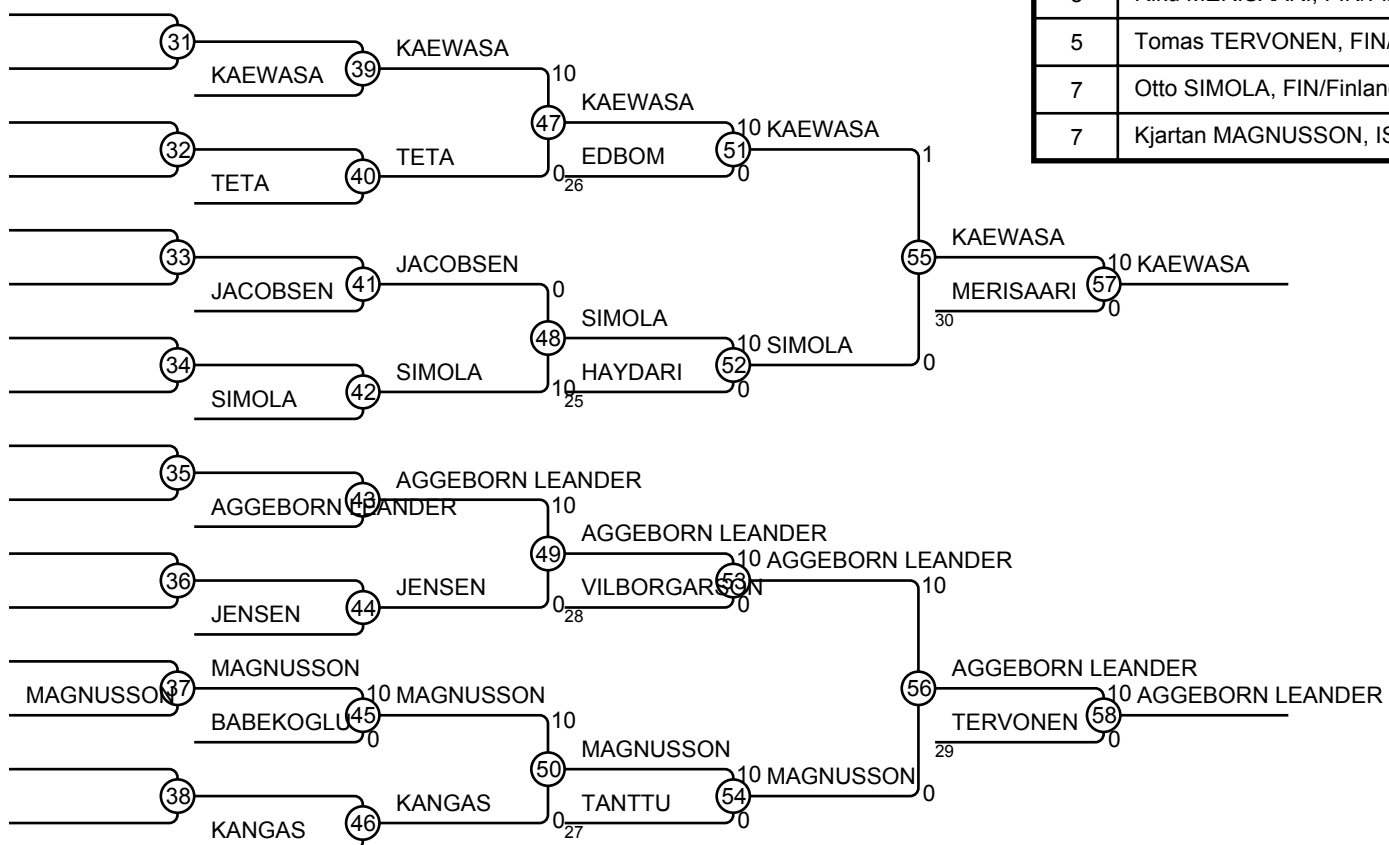 5 Tomas TERVONEN, FIN/
7 Otto SIMOLA, FIN/Finlan
7 Kjartan MAGNUSSON, IS
31
KAEWASA 39 KAEWASA 10
47 KAEWASA 10 KAEWASA 1
32
TETA 40 TETA 0
26 EDBOM 51 0
33
JACOBSEN 41 JACOBSEN 0
48 SIMOLA 10 SIMOLA 0
34
SIMOLA 42 SIMOLA 10
25 HAYDARI 52 0
55 KAEWASA 10 KAEWASA
30 MERISAARI 57 0
35
AGGEBORN LEANDER 43 AGGEBORN LEANDER 10
49 AGGEBORN LEANDER 10 AGGEBORN LEANDER 10
36
JENSEN 44 JENSEN 0
28 VILBORGARSON 53 0
MAGNUSSON 37 MAGNUSSON 10 MAGNUSSON 10
BABEKOGLU 45 0
50 MAGNUSSON 10 MAGNUSSON 0
38
KANGAS 46 KANGAS 0
27 TANTTU 54 0
56 AGGEBORN LEANDER 10 AGGEBORN LEANDER
29 TERVONEN 58 0